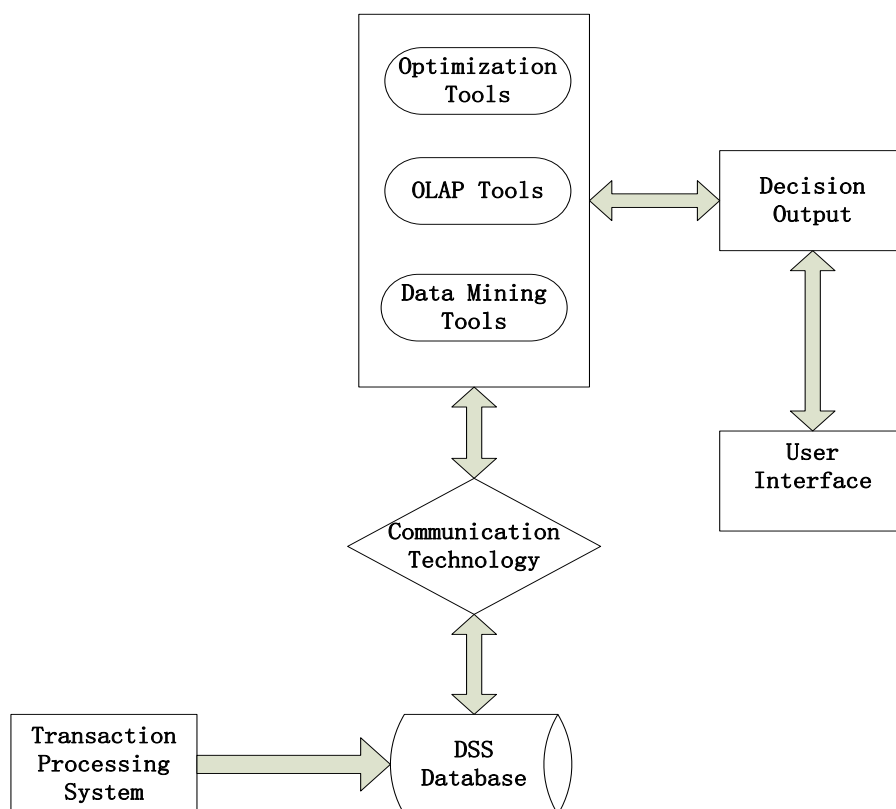 Optimization
Tools
OLAP Tools
Data Mining
Tools
Decision
Output
User
Interface
Communication
Technology
Transaction
Processing
System
DSS
Database